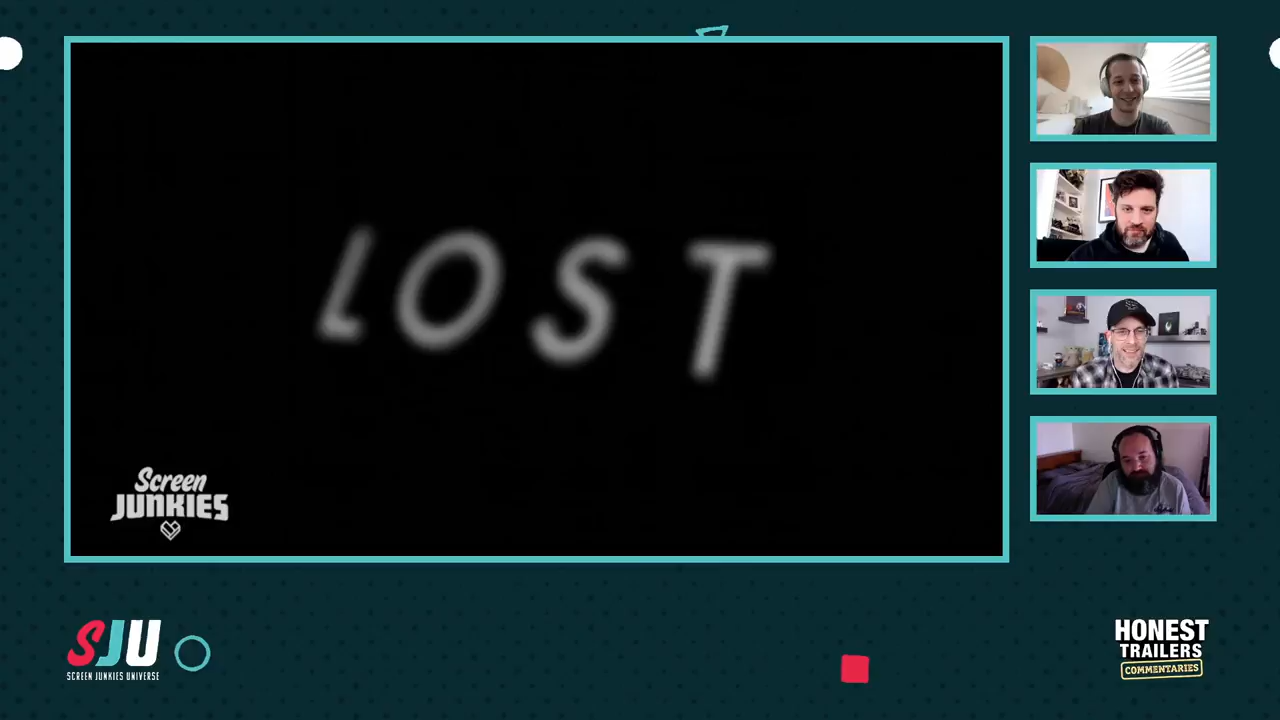 LOST
Screen
JUNKIES
SJU
SCREEN JUNKIES UNIVERSE
HONEST
TRAILERS
COMMENTARIES